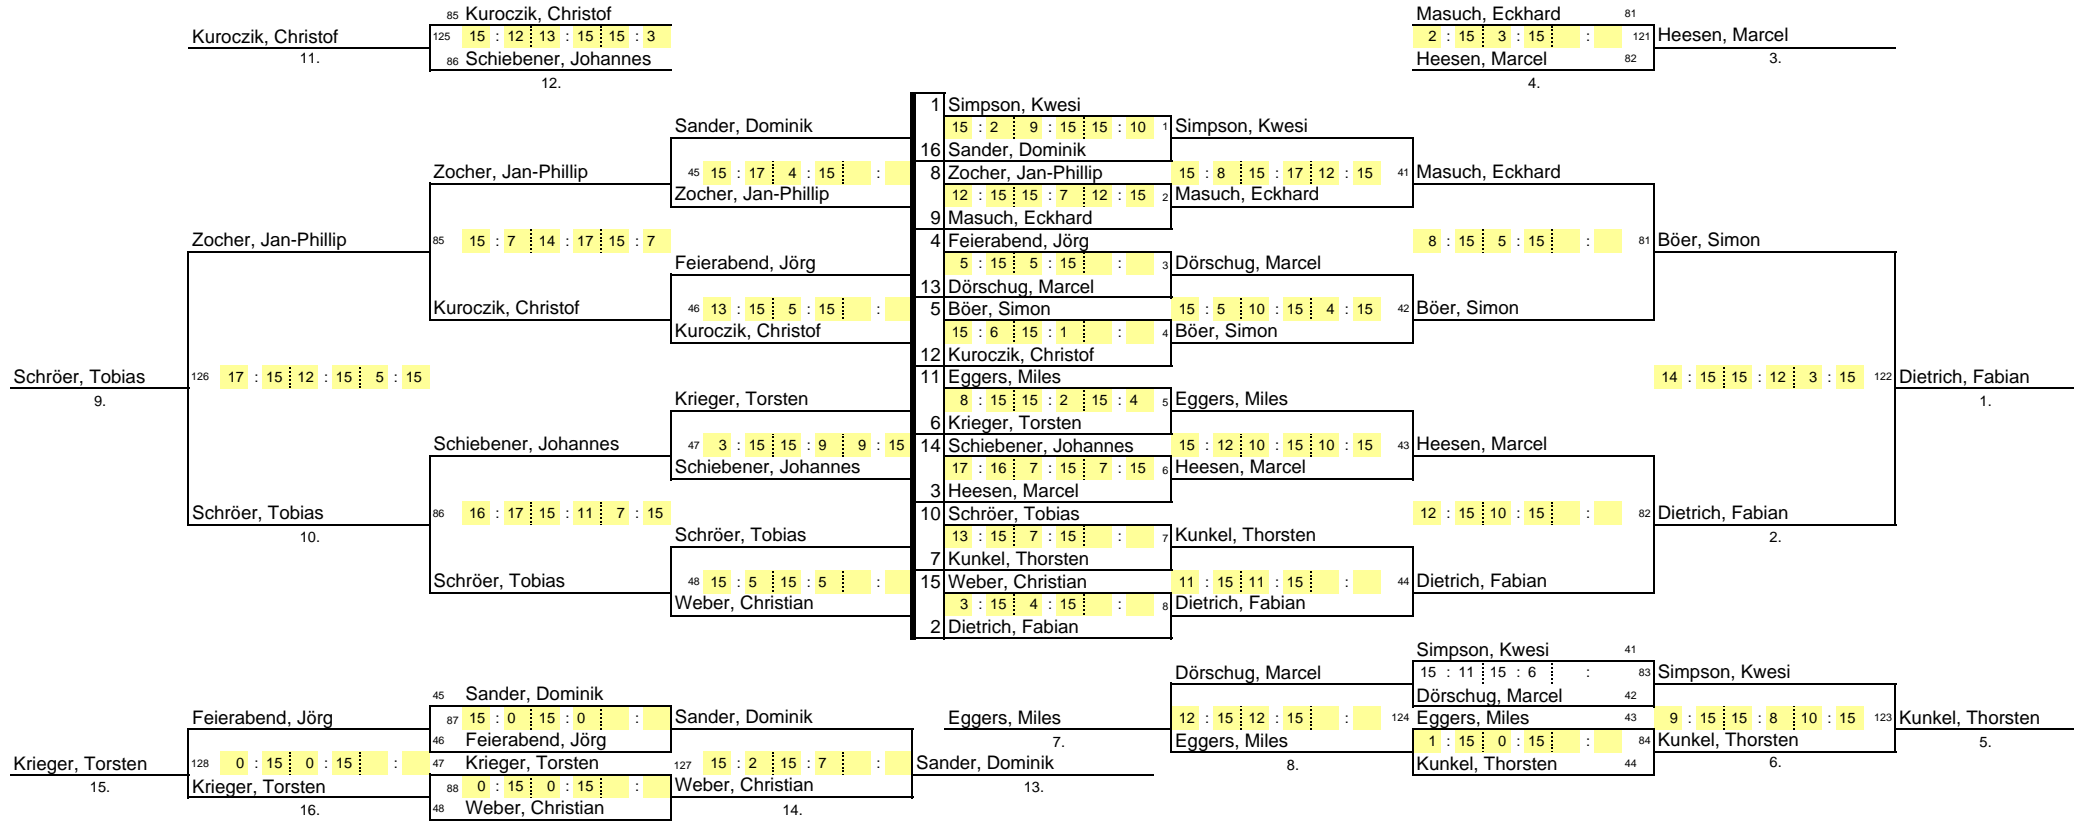 85 Kuroczik, Christof
Masuch, Eckhard 81
Kuroczik, Christof 125 15 : 12 13 : 15 15 : 3
2 : 15 3 : 15 : 121 Heesen, Marcel
11. 86 Schiebener, Johannes
Heesen, Marcel 82 3.
12.
4.
1 Simpson, Kwesi
Sander, Dominik 15 : 2 9 : 15 15 : 10 1 Simpson, Kwesi
16 Sander, Dominik
Zocher, Jan-Phillip 45 15 : 17 4 : 15 : 8 Zocher, Jan-Phillip 15 : 8 15 : 17 12 : 15 41 Masuch, Eckhard
Zocher, Jan-Phillip 12 : 15 15 : 7 12 : 15 2 Masuch, Eckhard
9 Masuch, Eckhard
Zocher, Jan-Phillip 85 15 : 7 14 : 17 15 : 7 4 Feierabend, Jörg 8 : 15 5 : 15 : 81 Böer, Simon
Feierabend, Jörg 5 : 15 5 : 15 : 3 Dörschug, Marcel
13 Dörschug, Marcel
Kuroczik, Christof 46 13 : 15 5 : 15 : 5 Böer, Simon 15 : 5 10 : 15 4 : 15 42 Böer, Simon
Kuroczik, Christof 15 : 6 15 : 1 : 4 Böer, Simon
12 Kuroczik, Christof
Schröer, Tobias 126 17 : 15 12 : 15 5 : 15 11 Eggers, Miles 14 : 15 15 : 12 3 : 15 122 Dietrich, Fabian
9. Krieger, Torsten 8 : 15 15 : 2 15 : 4 5 Eggers, Miles 1.
6 Krieger, Torsten
Schiebener, Johannes 47 3 : 15 15 : 9 9 : 15 14 Schiebener, Johannes 15 : 12 10 : 15 10 : 15 43 Heesen, Marcel
Schiebener, Johannes 17 : 16 7 : 15 7 : 15 6 Heesen, Marcel
3 Heesen, Marcel
Schröer, Tobias 86 16 : 17 15 : 11 7 : 15 10 Schröer, Tobias 12 : 15 10 : 15 : 82 Dietrich, Fabian
10. Schröer, Tobias 13 : 15 7 : 15 : 7 Kunkel, Thorsten 2.
7 Kunkel, Thorsten
Schröer, Tobias 48 15 : 5 15 : 5 : 15 Weber, Christian 11 : 15 11 : 15 : 44 Dietrich, Fabian
Weber, Christian 3 : 15 4 : 15 : 8 Dietrich, Fabian
2 Dietrich, Fabian
Simpson, Kwesi 41
Dörschug, Marcel 15 : 11 15 : 6 : 83 Simpson, Kwesi
45 Sander, Dominik Dörschug, Marcel 42
Feierabend, Jörg 87 15 : 0 15 : 0 : Sander, Dominik Eggers, Miles 12 : 15 12 : 15 : 124 Eggers, Miles 43 9 : 15 15 : 8 10 : 15 123 Kunkel, Thorsten
46 Feierabend, Jörg 7. Eggers, Miles 1 : 15 0 : 15 : 84 Kunkel, Thorsten 5.
Krieger, Torsten 128 0 : 15 0 : 15 : 47 Krieger, Torsten 127 15 : 2 15 : 7 : Sander, Dominik 8. Kunkel, Thorsten 44 6.
15. Krieger, Torsten 88 0 : 15 0 : 15 : Weber, Christian 13.
16. 48 Weber, Christian 14.